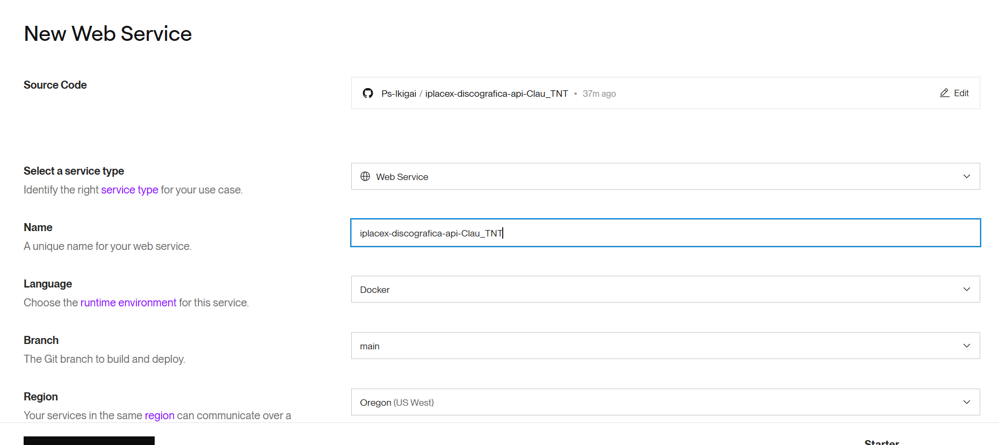 New Web Service
Source Code
Ps-Ikigai / iplacex-discografica-api-Clau_TNT • 37m ago
Edit
Select a service type
Identify the right service type for your use case.
Web Service
Name
A unique name for your web service.
iplacex-discografica-api-Clau_TNT
Language
Choose the runtime environment for this service.
Docker
Branch
The Git branch to build and deploy.
main
Region
Your services in the same region can communicate over a
Oregon (US West)
Starter